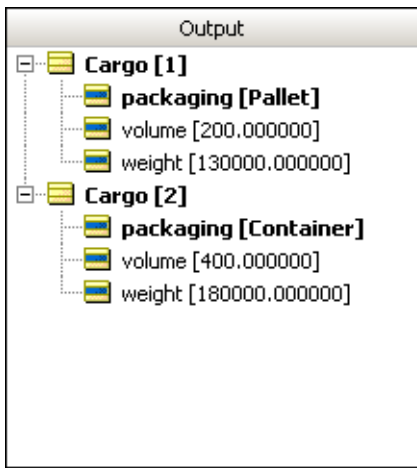 Output
Cargo [1]
packaging [Pallet]
volume [200.000000]
weight [130000.000000]
Cargo [2]
packaging [Container]
volume [400.000000]
weight [180000.000000]